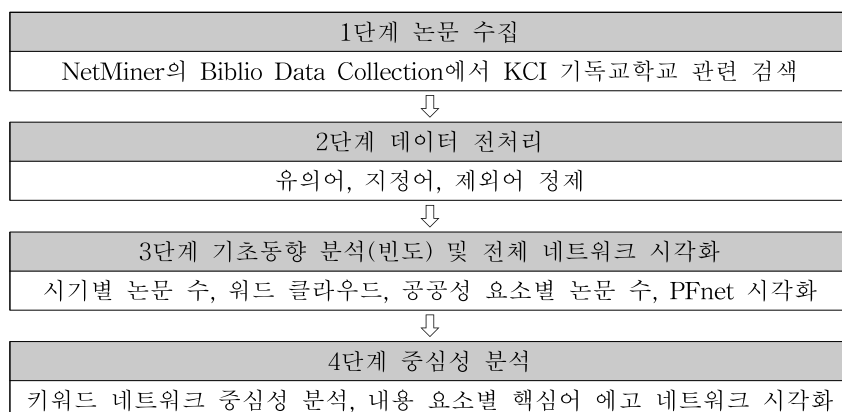 1단계 논문 수집
NetMiner의 Biblio Data Collection에서 KCI 기독교학교 관련 검색
2단계 데이터 전처리
유의어, 지정어, 제외어 정제
3단계 기초동향 분석(빈도) 및 전체 네트워크 시각화
시기별 논문 수, 워드 클라우드, 공공성 요소별 논문 수, PFnet 시각화
4단계 중심성 분석
키워드 네트워크 중심성 분석, 내용 요소별 핵심어 에고 네트워크 시각화